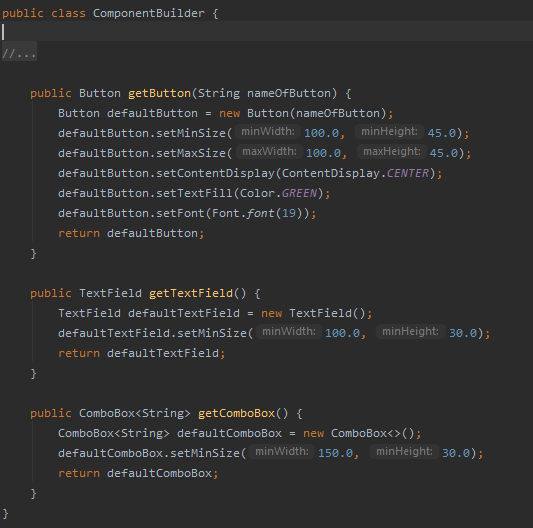 public class ComponentBuilder {
//...
public Button getButton(String nameOfButton) {
Button defaultButton = new Button(nameOfButton);
defaultButton.setMinSize( minWidth: 100.0, minHeight: 45.0);
defaultButton.setMaxSize( maxWidth: 100.0, maxHeight: 45.0);
defaultButton.setContentDisplay(ContentDisplay.CENTER);
defaultButton.setTextFill(Color.GREEN);
defaultButton.setFont(Font.font(19));
return defaultButton;
}
public TextField getTextField() {
TextField defaultTextField = new TextField();
defaultTextField.setMinSize( minWidth: 100.0, minHeight: 30.0);
return defaultTextField;
}
public ComboBox<String> getComboBox() {
ComboBox<String> defaultComboBox = new ComboBox<>();
defaultComboBox.setMinSize( minWidth: 150.0, minHeight: 30.0);
return defaultComboBox;
}
}